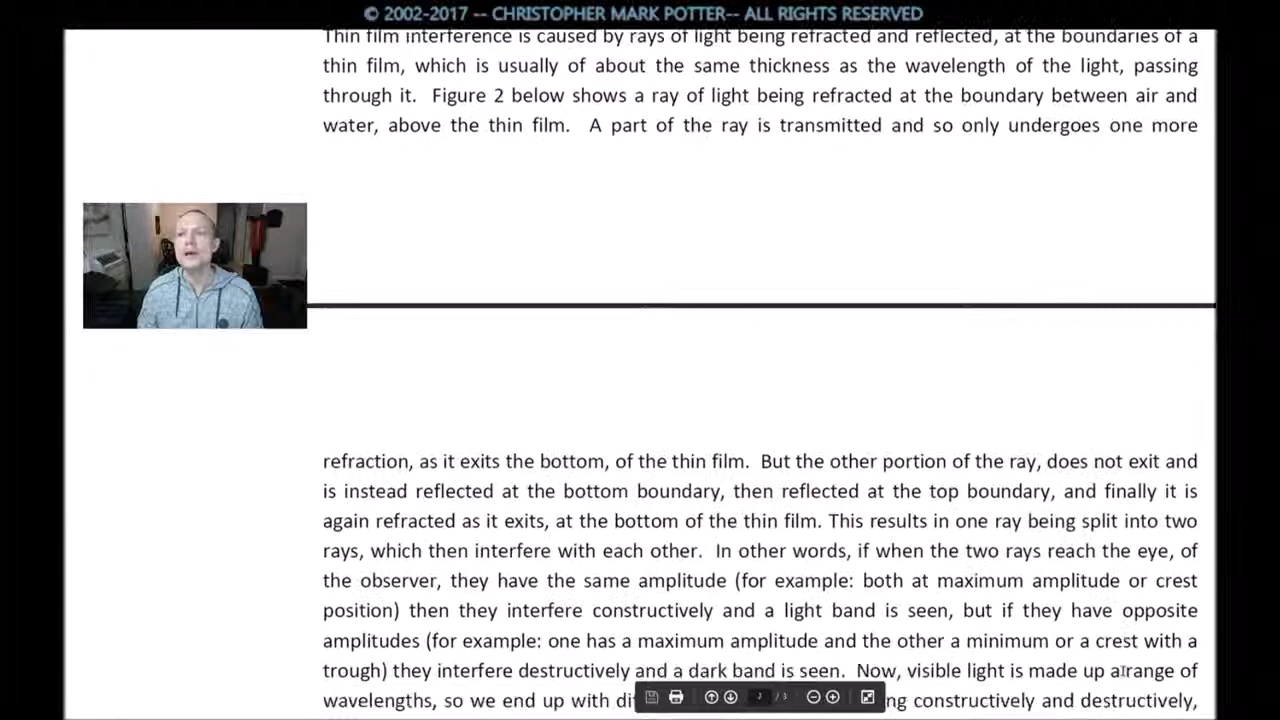 © 2002-2017 -- CHRISTOPHER MARK POTTER-- ALL RIGHTS RESERVED
Thin film interference is caused by rays of light being refracted and reflected, at the boundaries of a
thin film, which is usually of about the same thickness as the wavelength of the light, passing
through it. Figure 2 below shows a ray of light being refracted at the boundary between air and
water, above the thin film. A part of the ray is transmitted and so only undergoes one more
refraction, as it exits the bottom, of the thin film. But the other portion of the ray, does not exit and
is instead reflected at the bottom boundary, then reflected at the top boundary, and finally it is
again refracted as it exits, at the bottom of the thin film. This results in one ray being split into two
rays, which then interfere with each other. In other words, if when the two rays reach the eye, of
the observer, they have the same amplitude (for example: both at maximum amplitude or crest
position) then they interfere constructively and a light band is seen, but if they have opposite
amplitudes (for example: one has a maximum amplitude and the other a minimum or a crest with a
trough) they interfere destructively and a dark band is seen. Now, visible light is made up a range of
wavelengths, so we end up with di ng constructively and destructively,
/ 3